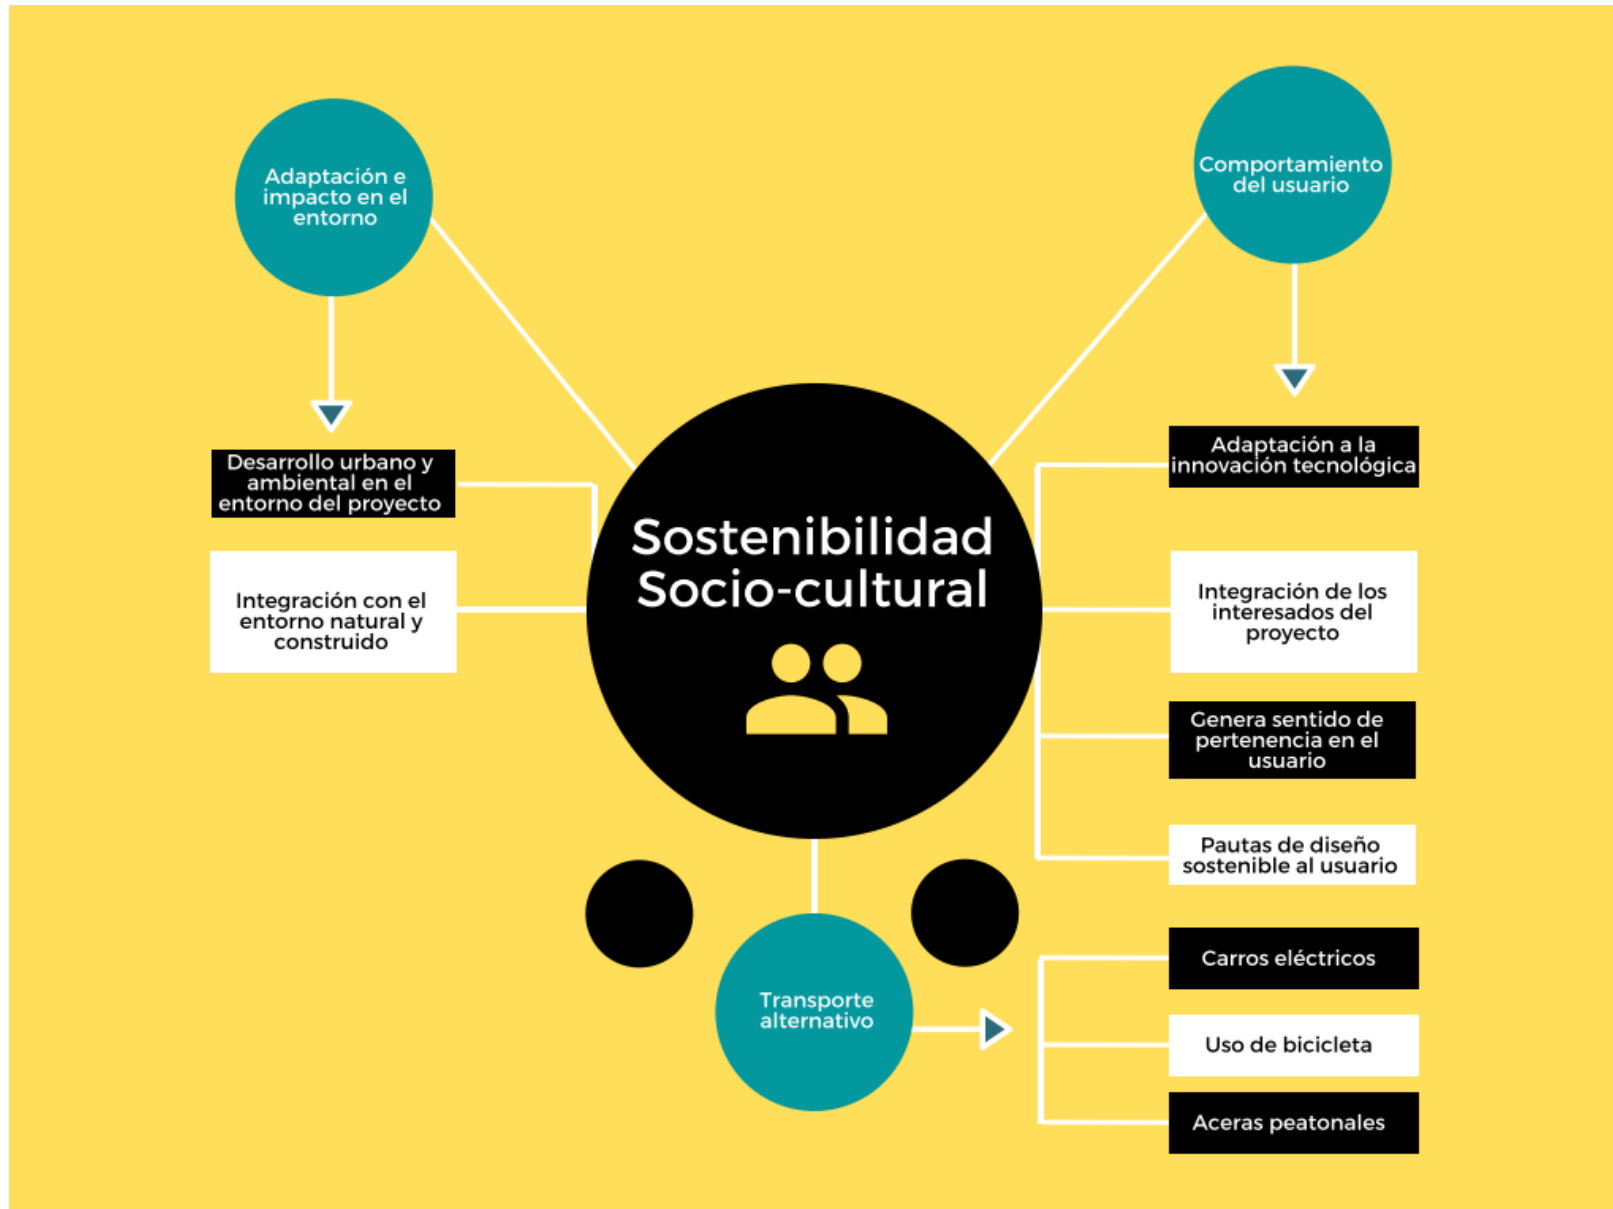 Adaptación e
impacto en el
entorno
Comportamiento
del usuario
Desarrollo urbano y
ambiental en el
entorno del proyecto
Integración con el
entorno natural y
construido
Sostenibilidad
Socio-cultural
Adaptación a la
innovación tecnológica
Integración de los
interesados del
proyecto
Genera sentido de
pertenencia en el
usuario
Pautas de diseño
sostenible al usuario
Transporte
alternativo
Carros eléctricos
Uso de bicicleta
Aceras peatonales